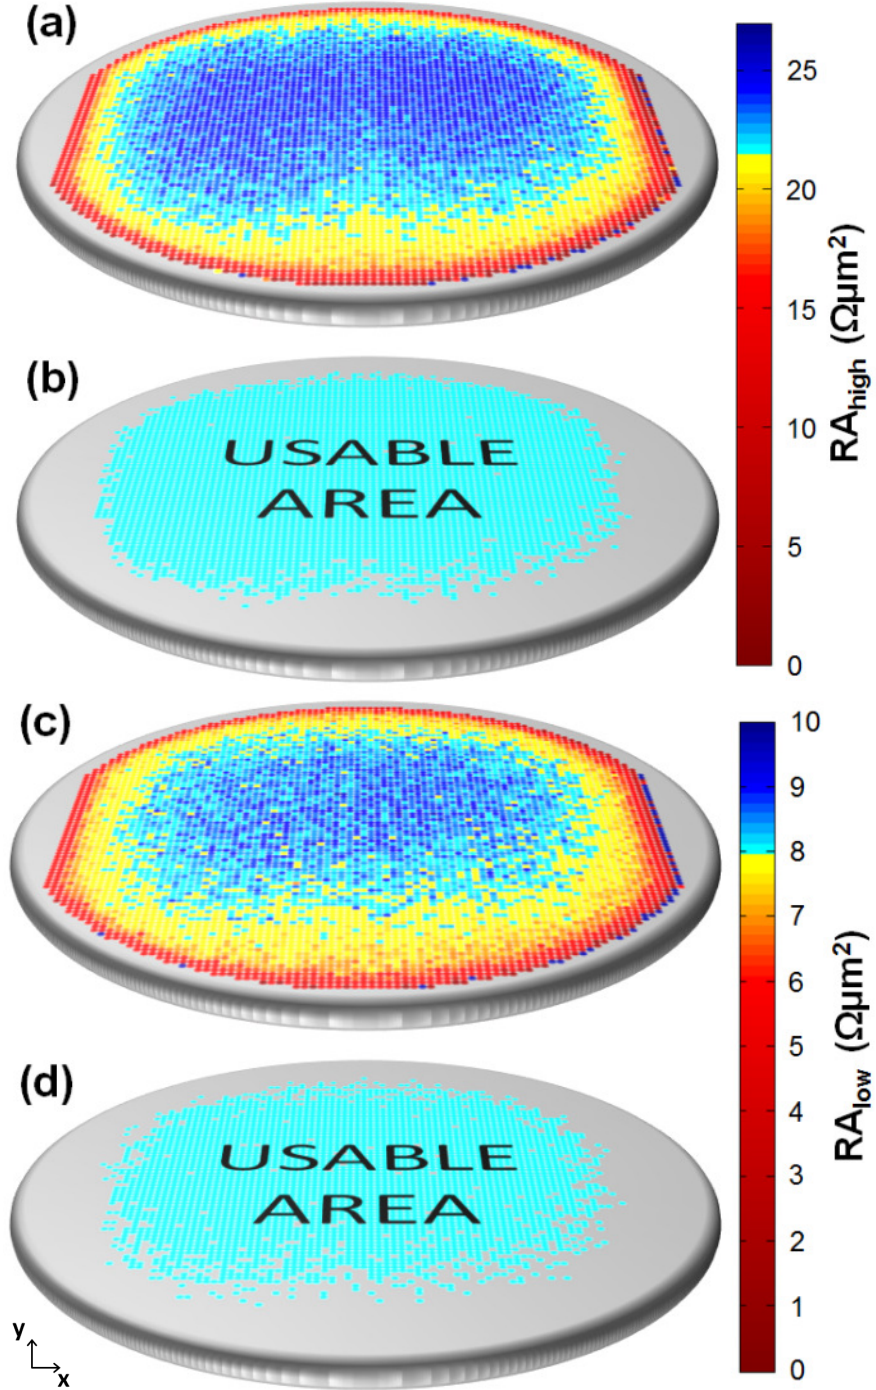 (a)
25
20
15
10
5
0
RAhigh (Ωµm²)
(b)
USABLE
AREA
(c)
10
9
8
7
6
5
4
3
2
1
0
RAlow (Ωµm²)
(d)
USABLE
AREA
y
x